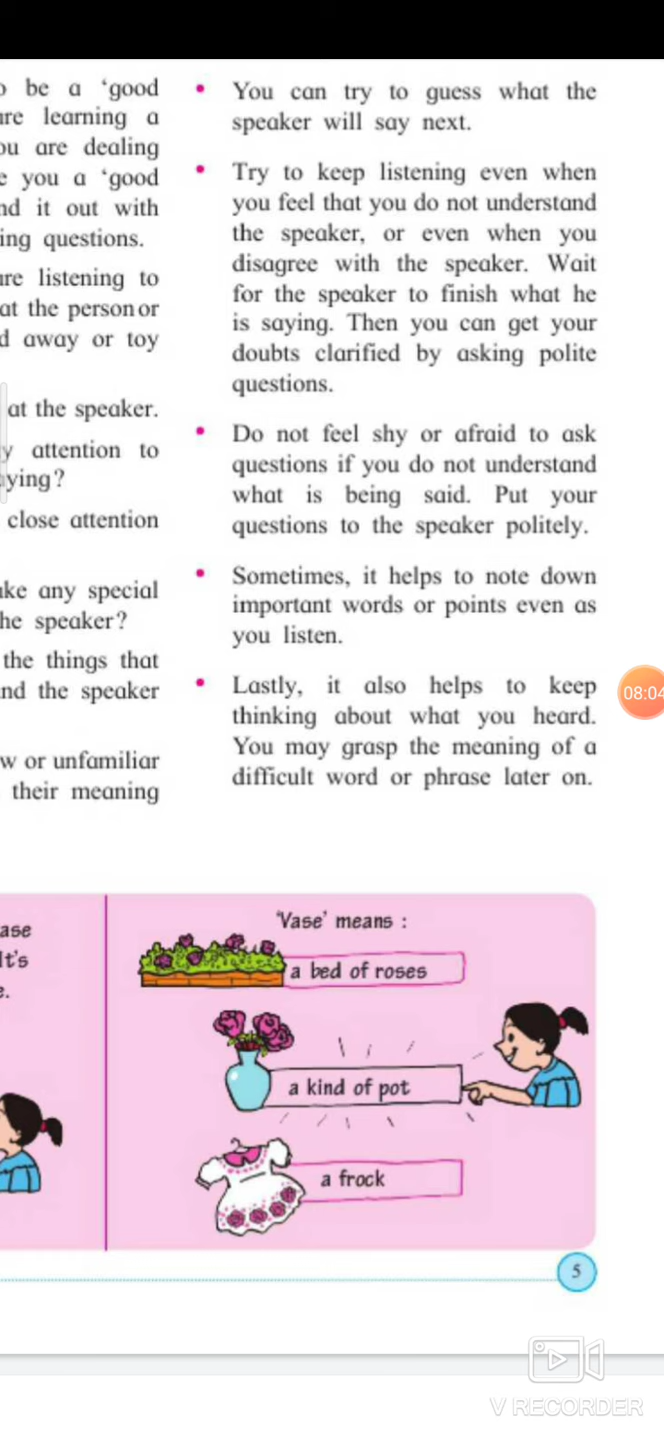 be a ‘good
learning a
are dealing
you a ‘good
it out with
questions.
listening to
at the person or
away or toy
at the speaker.
attention to
close attention
any special
speaker?
the things that
the speaker
or unfamiliar
their meaning
• You can try to guess what the
speaker will say next.
• Try to keep listening even when
you feel that you do not understand
the speaker, or even when you
disagree with the speaker. Wait
for the speaker to finish what he
is saying. Then you can get your
doubts clarified by asking polite
questions.
• Do not feel shy or afraid to ask
questions if you do not understand
what is being said. Put your
questions to the speaker politely.
• Sometimes, it helps to note down
important words or points even as
you listen.
• Lastly, it also helps to keep
thinking about what you heard.
You may grasp the meaning of a
difficult word or phrase later on.
08:04
It's
‘Vase’ means :
a bed of roses
a kind of pot
a frock
5
V RECORDER